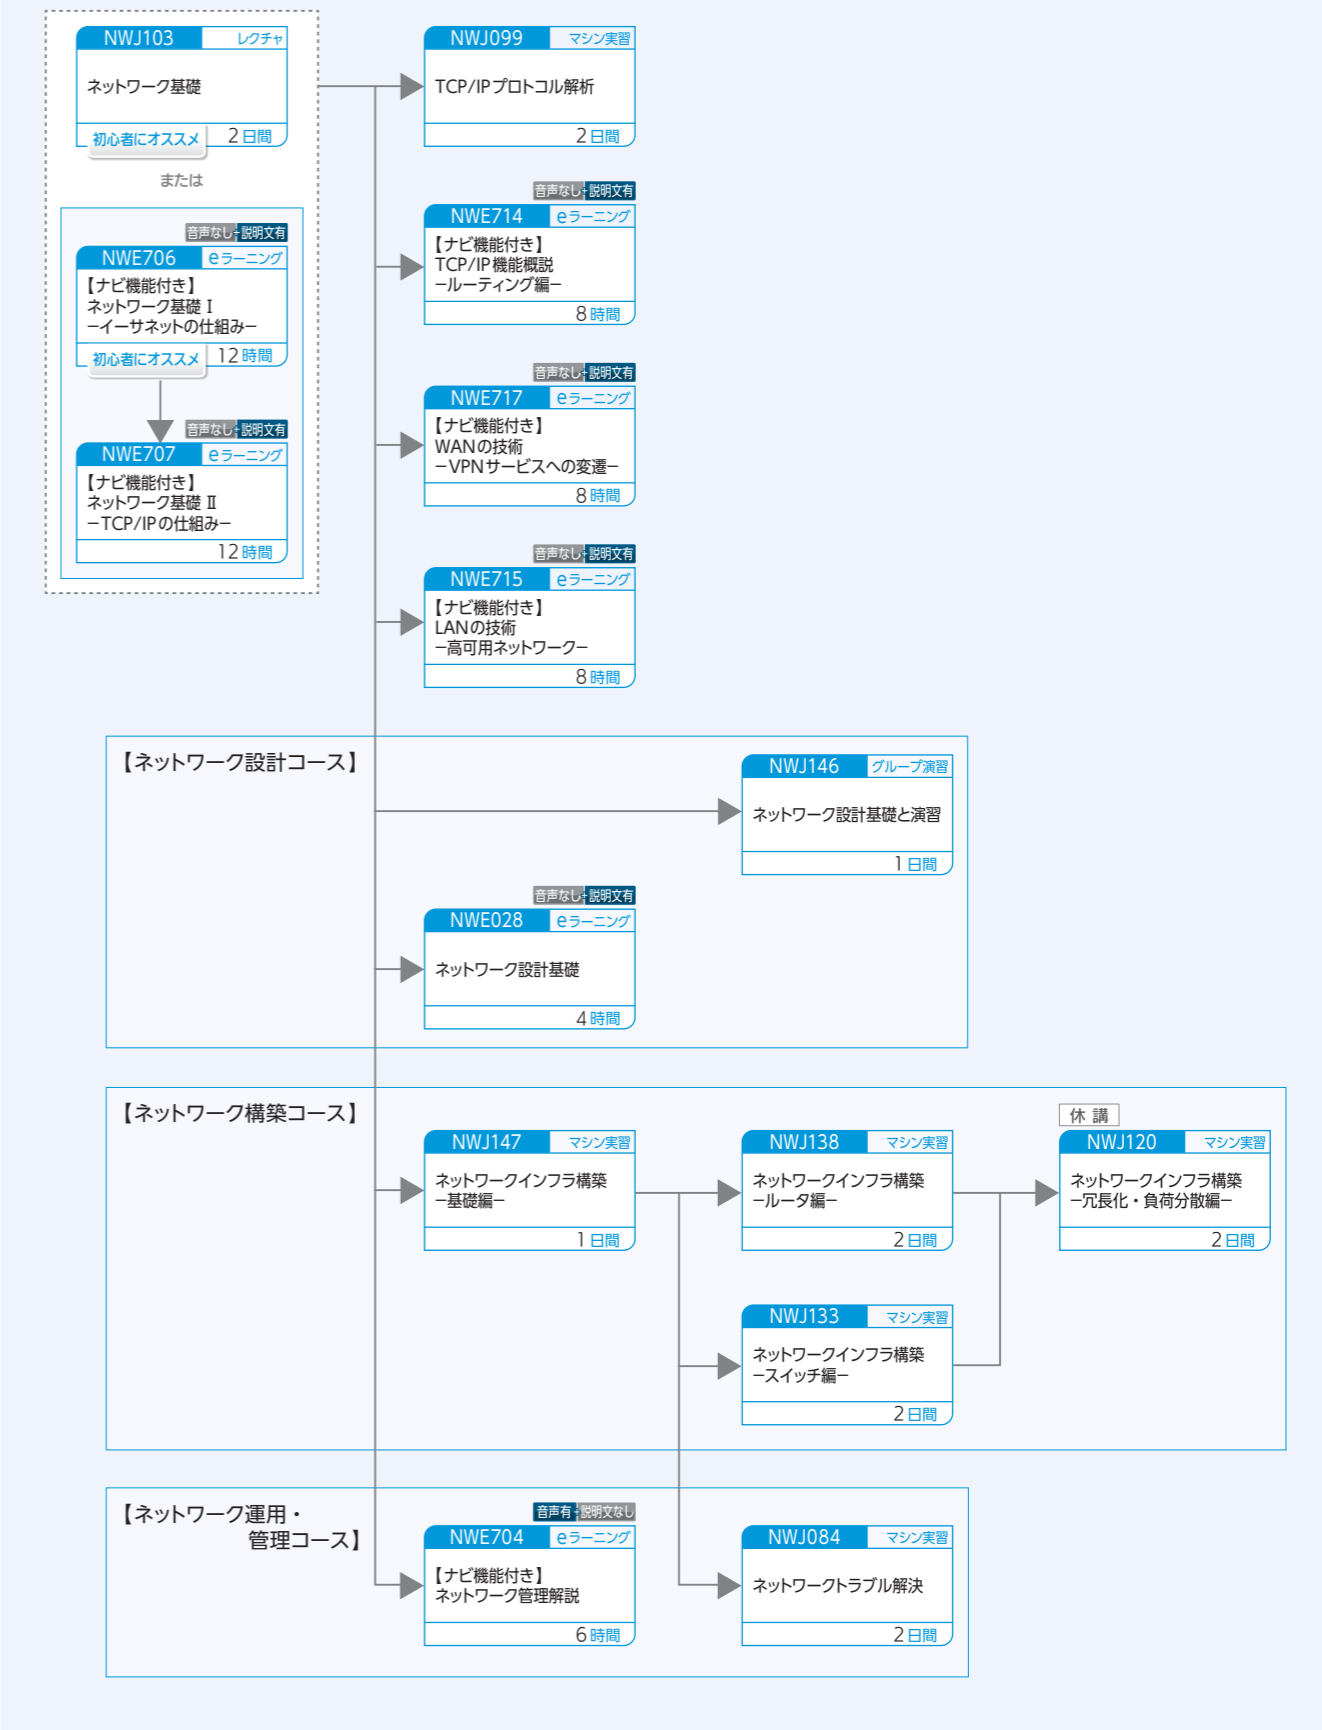 NWJ103 レクチャ
ネットワーク基礎
初心者にオススメ 2日間
または
音声なし+説明文有
NWE706 eラーニング
【ナビ機能付き】
ネットワーク基礎 Ⅰ
−イーサネットの仕組み−
初心者にオススメ 12時間
音声なし+説明文有
NWE707 eラーニング
【ナビ機能付き】
ネットワーク基礎 Ⅱ
−TCP/IPの仕組み−
12時間
NWJ099 マシン実習
TCP/IPプロトコル解析
2日間
音声なし+説明文有
NWE714 eラーニング
【ナビ機能付き】
TCP/IP機能概説
−ルーティング編−
8時間
音声なし+説明文有
NWE717 eラーニング
【ナビ機能付き】
WANの技術
−VPNサービスへの変遷−
8時間
音声なし+説明文有
NWE715 eラーニング
【ナビ機能付き】
LANの技術
−高可用ネットワーク−
8時間
【ネットワーク設計コース】
NWJ146 グループ演習
ネットワーク設計基礎と演習
1日間
音声なし+説明文有
NWE028 eラーニング
ネットワーク設計基礎
4時間
【ネットワーク構築コース】
NWJ147 マシン実習
ネットワークインフラ構築
−基礎編−
1日間
NWJ138 マシン実習
ネットワークインフラ構築
−ルータ編−
2日間
休 講
NWJ120 マシン実習
ネットワークインフラ構築
−冗長化・負荷分散編−
2日間
NWJ133 マシン実習
ネットワークインフラ構築
−スイッチ編−
2日間
【ネットワーク運用・
管理コース】
音声有+説明文なし
NWE704 eラーニング
【ナビ機能付き】
ネットワーク管理解説
6時間
NWJ084 マシン実習
ネットワークトラブル解決
2日間